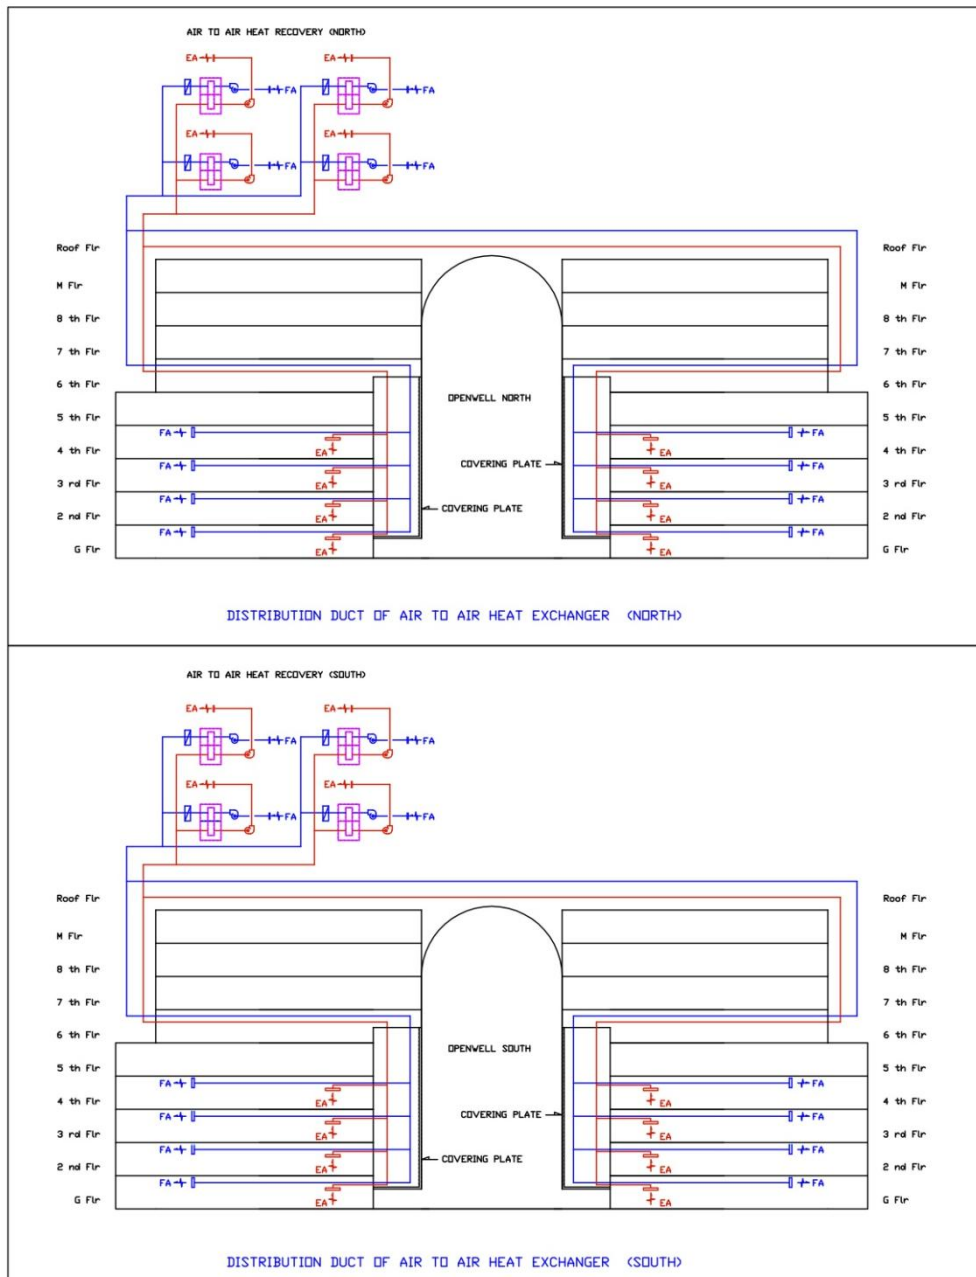 AIR TO AIR HEAT RECOVERY (NORTH)
EA EA
FA FA
EA EA
FA FA
Roof Flr Roof Flr
M Flr M Flr
8 th Flr 8 th Flr
7 th Flr 7 th Flr
6 th Flr 6 th Flr
OPENWELL NORTH
5 th Flr 5 th Flr
FA FA
4 th Flr EA EA 4 th Flr
FA COVERING PLATE FA
3 rd Flr EA EA 3 rd Flr
FA FA
COVERING PLATE
2 nd Flr EA EA 2 nd Flr
FA FA
G Flr EA EA G Flr
DISTRIBUTION DUCT OF AIR TO AIR HEAT EXCHANGER (NORTH)
AIR TO AIR HEAT RECOVERY (SOUTH)
EA EA
FA FA
EA EA
FA FA
Roof Flr Roof Flr
M Flr M Flr
8 th Flr 8 th Flr
7 th Flr 7 th Flr
6 th Flr 6 th Flr
OPENWELL SOUTH
5 th Flr 5 th Flr
FA FA
4 th Flr EA EA 4 th Flr
FA COVERING PLATE FA
3 rd Flr EA EA 3 rd Flr
FA FA
COVERING PLATE
2 nd Flr EA EA 2 nd Flr
FA FA
G Flr EA EA G Flr
DISTRIBUTION DUCT OF AIR TO AIR HEAT EXCHANGER (SOUTH)